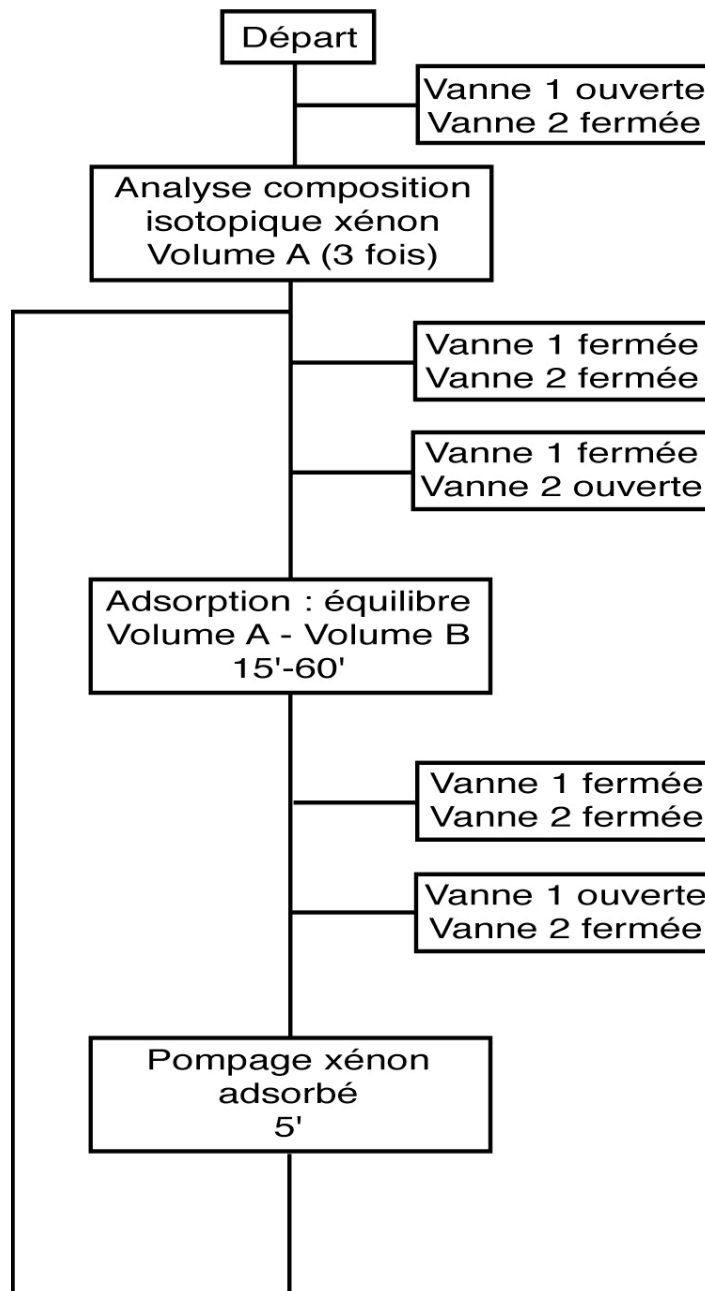 Départ
Vanne 1 ouverte
Vanne 2 fermée
Analyse composition
isotopique xénon
Volume A (3 fois)
Vanne 1 fermée
Vanne 2 fermée
Vanne 1 fermée
Vanne 2 ouverte
Adsorption : équilibre
Volume A - Volume B
15'-60'
Vanne 1 fermée
Vanne 2 fermée
Vanne 1 ouverte
Vanne 2 fermée
Pompage xénon
adsorbé
5'